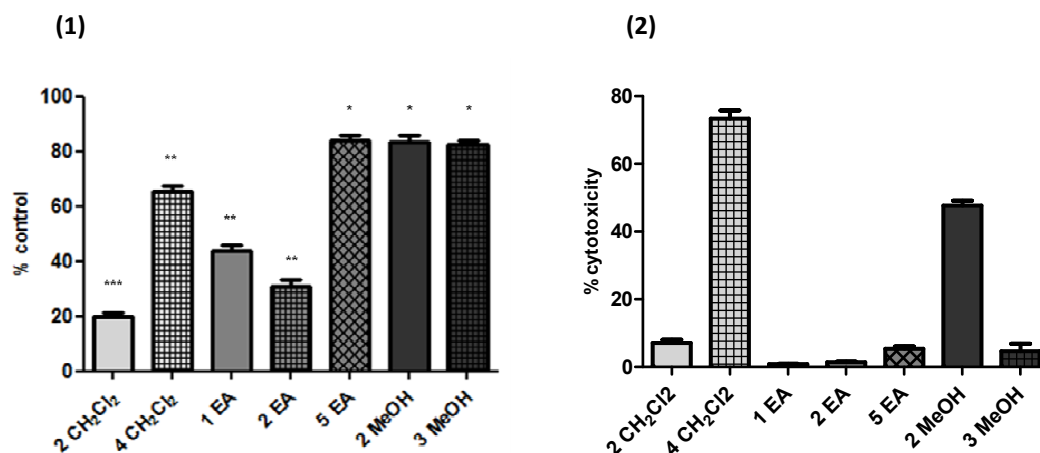 (1)
% control
100
80
60
40
20
0
***
**
**
**
*
*
*
2 CH₂Cl₂
4 CH₂Cl₂
1 EA
2 EA
5 EA
2 MeOH
3 MeOH
(2)
% cytotoxicity
80
60
40
20
0
2 CH₂Cl2
4 CH₂Cl2
1 EA
2 EA
5 EA
2 MeOH
3 MeOH